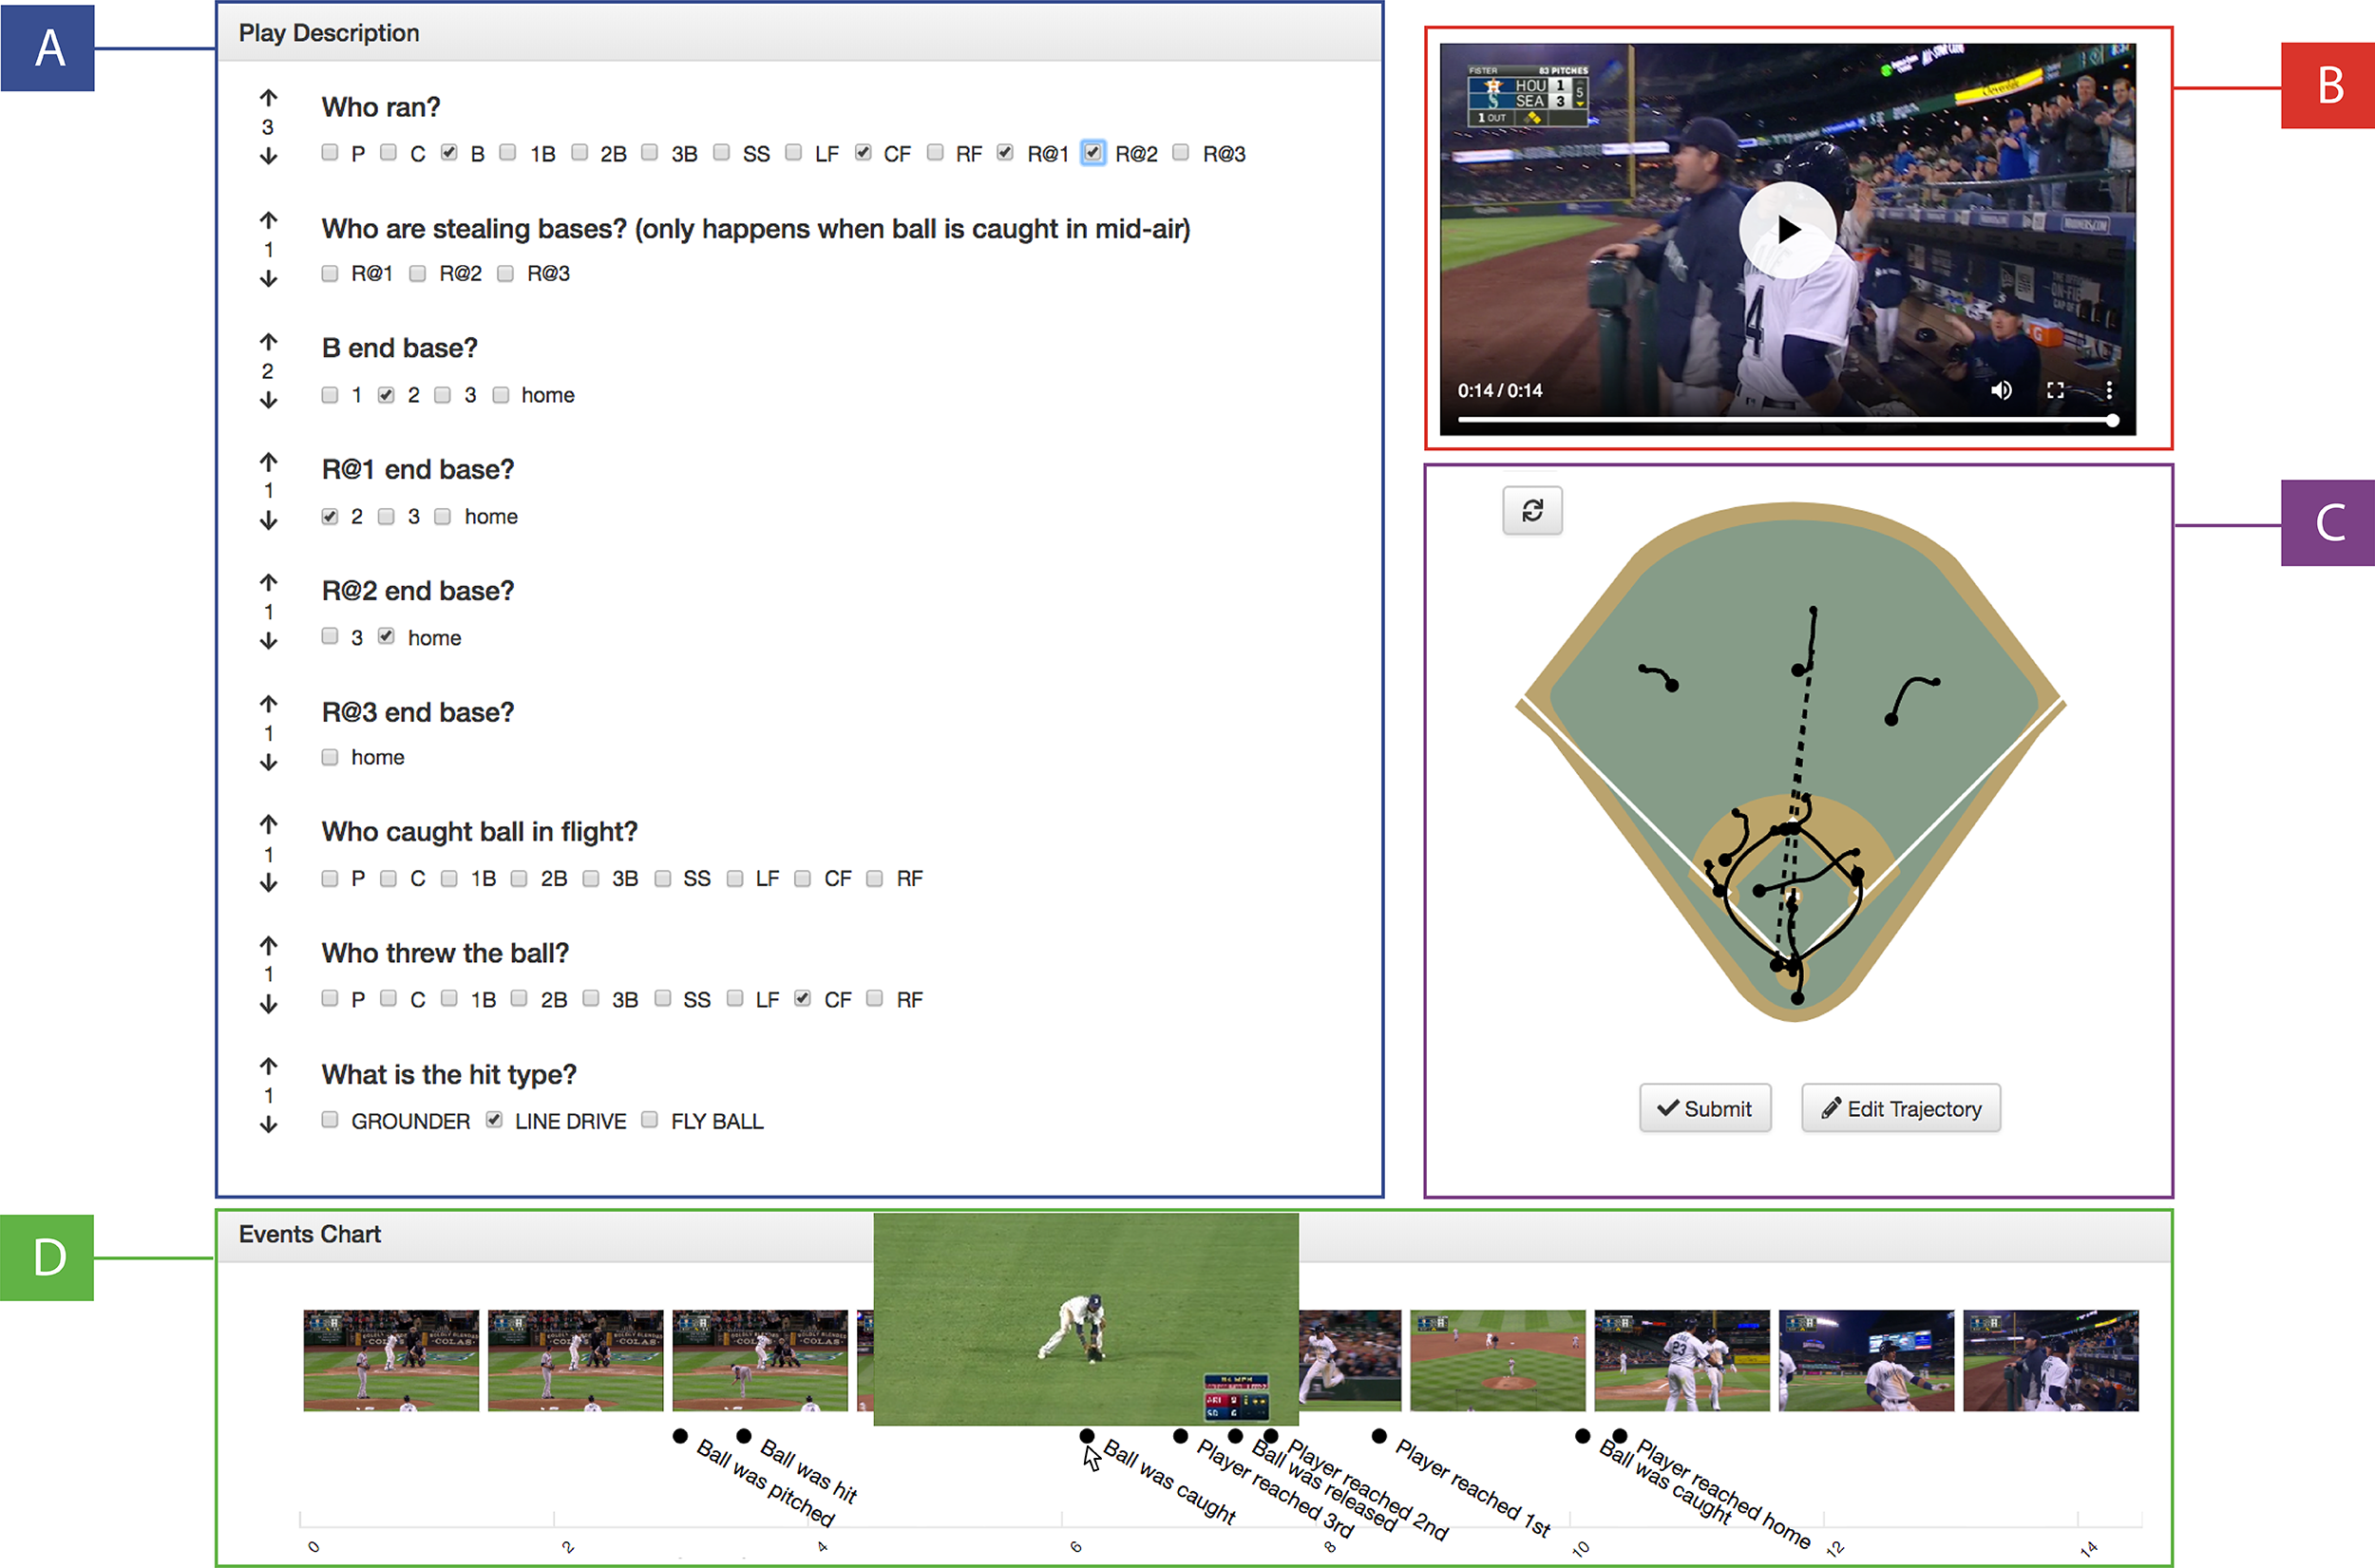 A
Play Description
3
Who ran?
P C B 1B 2B 3B SS LF CF RF R@1 R@2 R@3
1
Who are stealing bases? (only happens when ball is caught in mid-air)
R@1 R@2 R@3
2
B end base?
1 2 3 home
1
R@1 end base?
2 3 home
1
R@2 end base?
3 home
1
R@3 end base?
home
1
Who caught ball in flight?
P C 1B 2B 3B SS LF CF RF
1
Who threw the ball?
P C 1B 2B 3B SS LF CF RF
1
What is the hit type?
GROUNDER LINE DRIVE FLY BALL
B
FISTER 83 PITCHES
HOU 1
SEA 3
5
1 OUT
4
0:14 / 0:14
C
Submit
Edit Trajectory
D
Events Chart
COLAS
23
Ball was pitched
Ball was hit
Ball was caught
Player reached 3rd
Ball was released
Player reached 2nd
Player reached 1st
Ball was caught
Player reached home
0 2 4 6 8 10 12 14